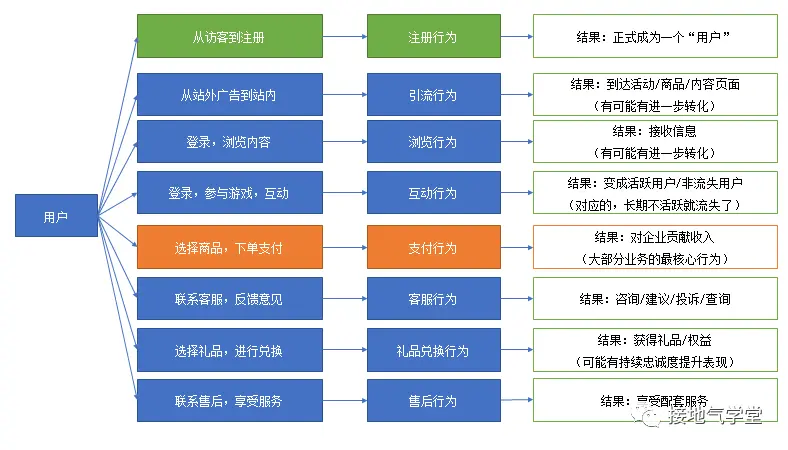 从访客到注册
注册行为
结果：正式成为一个“用户”
从站外广告到站内
引流行为
结果：到达活动/商品/内容页面
（有可能有进一步转化）
登录，浏览内容
浏览行为
结果：接收信息
（有可能有进一步转化）
登录，参与游戏，互动
互动行为
结果：变成活跃用户/非流失用户
（对应的，长期不活跃就流失了）
用户
选择商品，下单支付
支付行为
结果：对企业贡献收入
（大部分业务的最核心行为）
联系客服，反馈意见
客服行为
结果：咨询/建议/投诉/查询
选择礼品，进行兑换
礼品兑换行为
结果：获得礼品/权益
（可能有持续忠诚度提升表现）
联系售后，享受服务
售后行为
结果：享受配套服务
接地气学堂